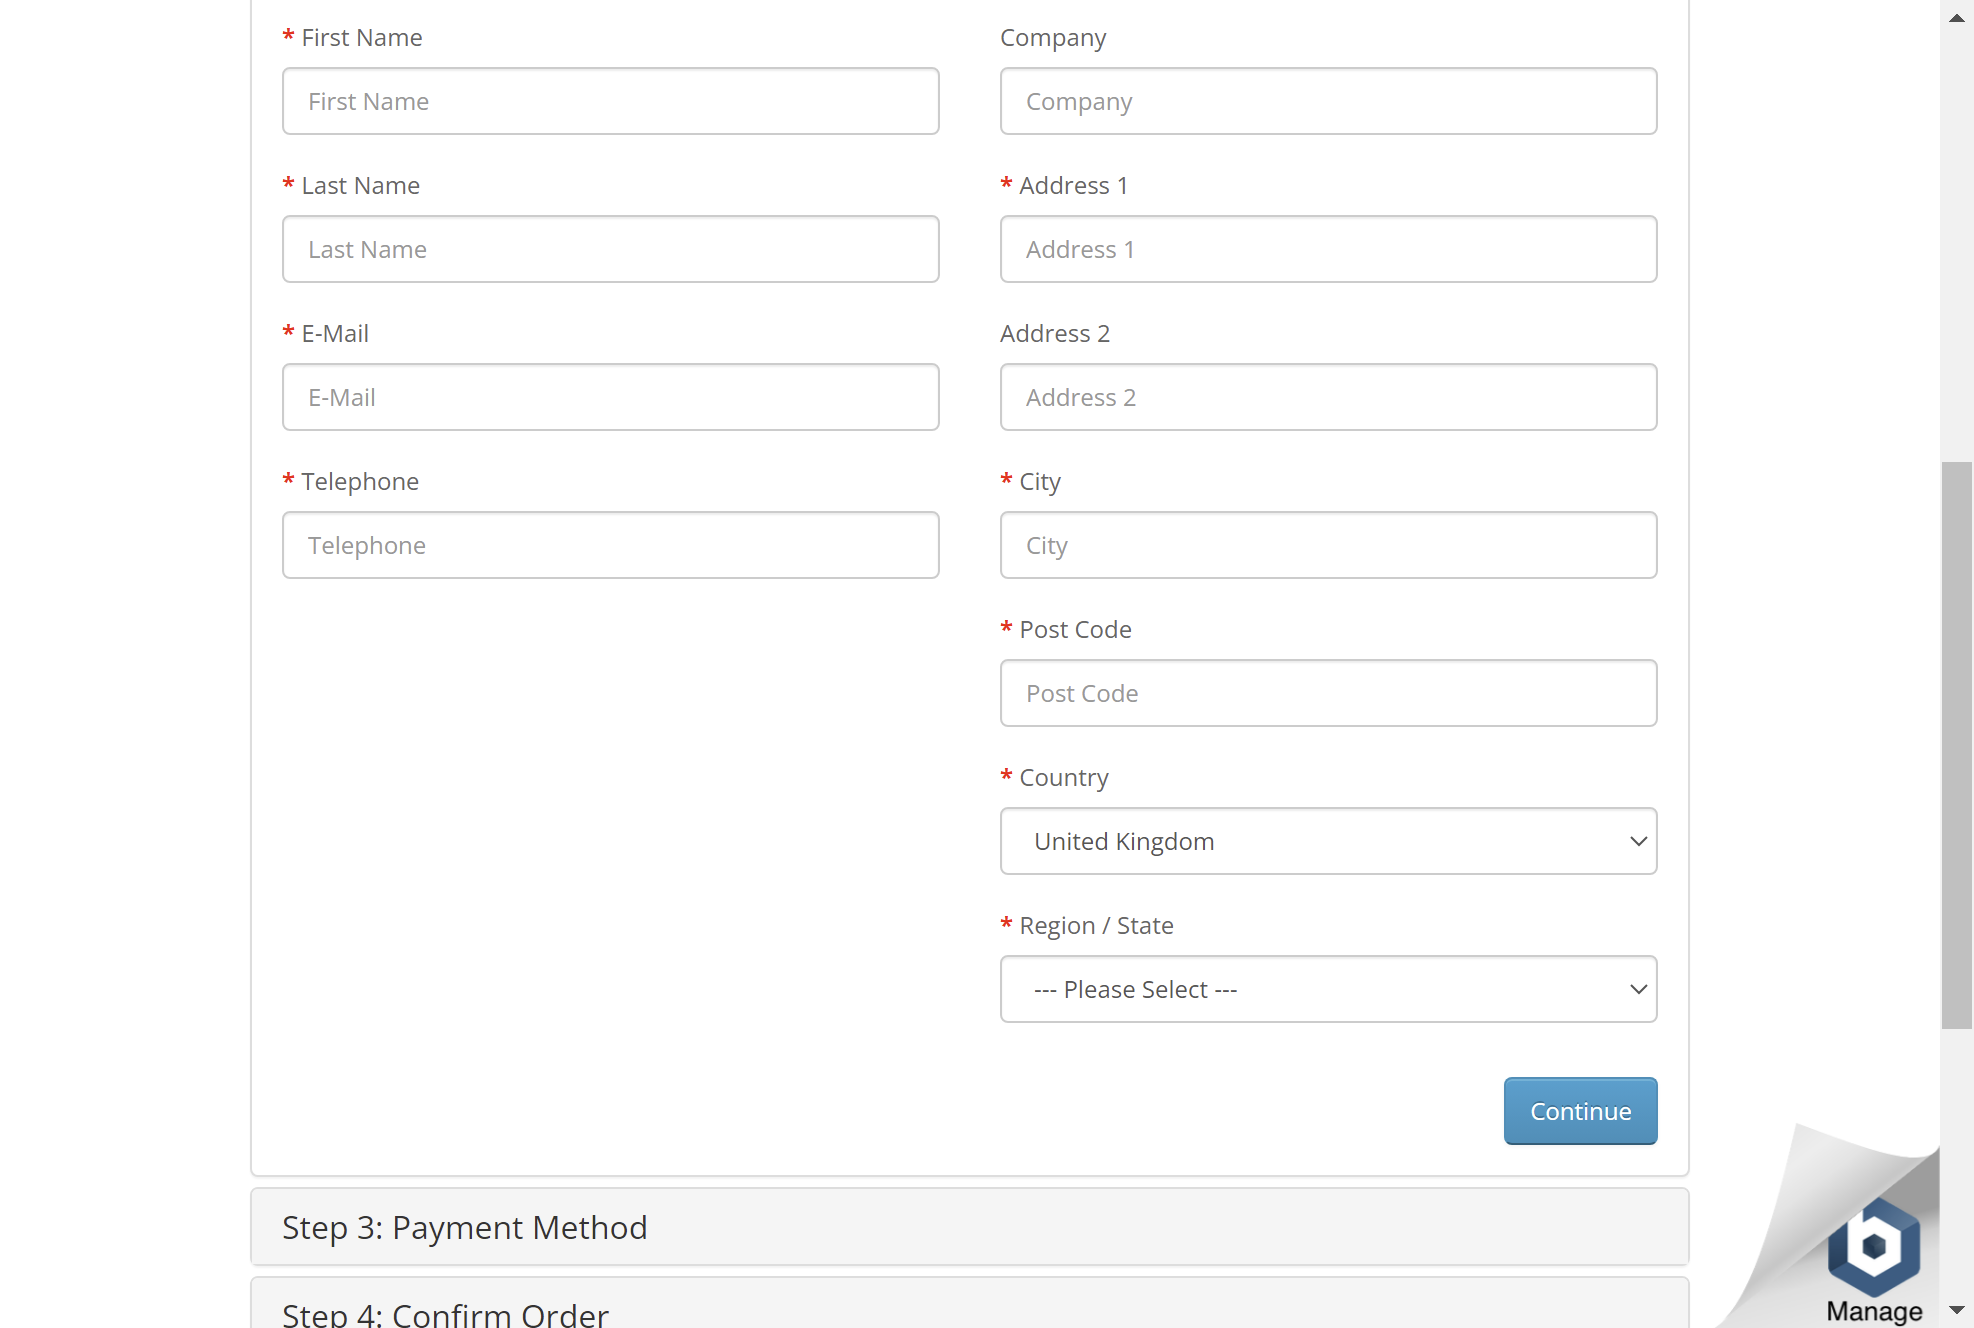 * First Name
First Name
* Last Name
Last Name
* E-Mail
E-Mail
* Telephone
Telephone
Company
Company
* Address 1
Address 1
Address 2
Address 2
* City
City
* Post Code
Post Code
* Country
United Kingdom
* Region / State
--- Please Select ---
Continue
Step 3: Payment Method
Step 4: Confirm Order
b
Manage